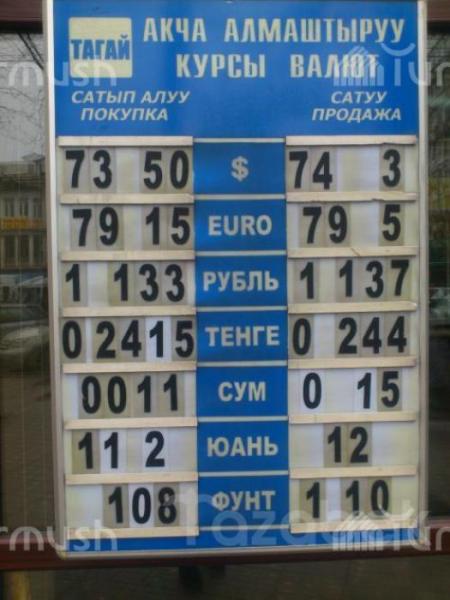 ТАГАЙ
АКЧА АЛМАШТЫРУУ
КУРСЫ ВАЛЮТ
САТЫП АЛУУ САТУУ
ПОКУПКА ПРОДАЖА
73 50 $ 74 3
79 15 EURO 79 5
1 133 РУБЛЬ 1 137
0 2415 ТЕНГЕ 0 244
0011 СУМ 0 15
11 2 ЮАНЬ 12
108 ФУНТ 1 10